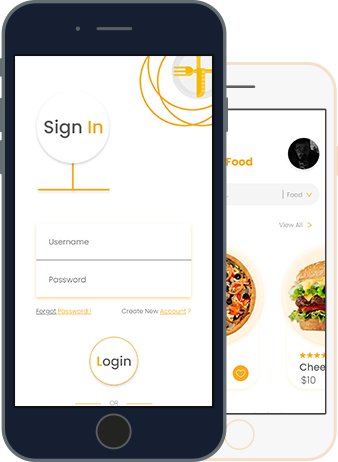 Sign In
Username
Password
Forgot Password!
Create New Account >
Login
OR
Food
Food
View All >
Chee
$10